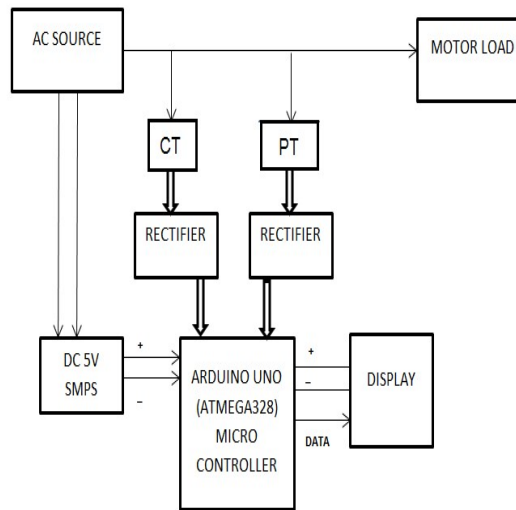 AC SOURCE
MOTOR LOAD
CT
PT
RECTIFIER
RECTIFIER
DC 5V
SMPS
+
–
ARDUINO UNO
(ATMEGA328)
MICRO
CONTROLLER
+
–
DATA
DISPLAY